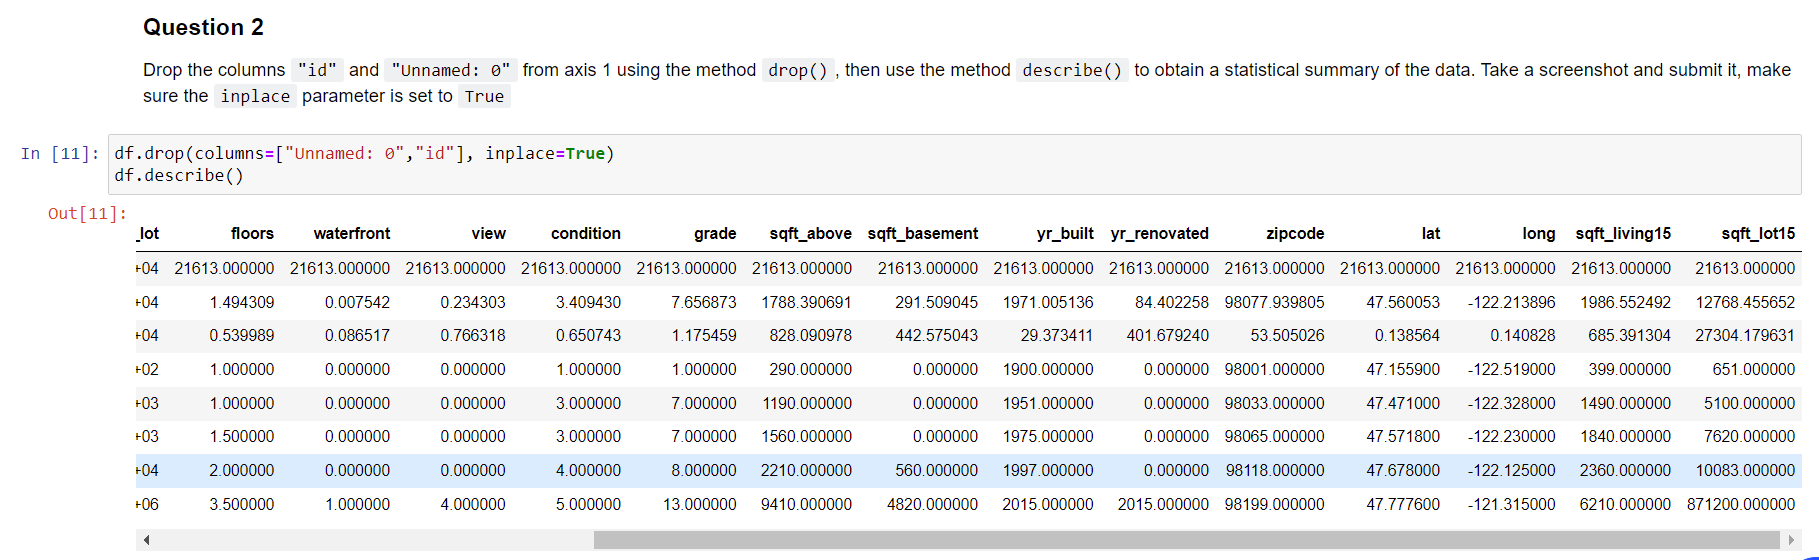 Question 2
Drop the columns "id" and "Unnamed: 0" from axis 1 using the method drop() , then use the method describe() to obtain a statistical summary of the data. Take a screenshot and submit it, make
sure the inplace parameter is set to True
In [11]: df.drop(columns=["Unnamed: 0","id"], inplace=True)
df.describe()
Out[11]:
_lot floors waterfront view condition grade sqft_above sqft_basement yr_built yr_renovated zipcode lat long sqft_living15 sqft_lot15
+04 21613.000000 21613.000000 21613.000000 21613.000000 21613.000000 21613.000000 21613.000000 21613.000000 21613.000000 21613.000000 21613.000000 21613.000000 21613.000000 21613.000000
+04 1.494309 0.007542 0.234303 3.409430 7.656873 1788.390691 291.509045 1971.005136 84.402258 98077.939805 47.560053 -122.213896 1986.552492 12768.455652
+04 0.539989 0.086517 0.766318 0.650743 1.175459 828.090978 442.575043 29.373411 401.679240 53.505026 0.138564 0.140828 685.391304 27304.179631
+02 1.000000 0.000000 0.000000 1.000000 1.000000 290.000000 0.000000 1900.000000 0.000000 98001.000000 47.155900 -122.519000 399.000000 651.000000
+03 1.000000 0.000000 0.000000 3.000000 7.000000 1190.000000 0.000000 1951.000000 0.000000 98033.000000 47.471000 -122.328000 1490.000000 5100.000000
+03 1.500000 0.000000 0.000000 3.000000 7.000000 1560.000000 0.000000 1975.000000 0.000000 98065.000000 47.571800 -122.230000 1840.000000 7620.000000
+04 2.000000 0.000000 0.000000 4.000000 8.000000 2210.000000 560.000000 1997.000000 0.000000 98118.000000 47.678000 -122.125000 2360.000000 10083.000000
+06 3.500000 1.000000 4.000000 5.000000 13.000000 9410.000000 4820.000000 2015.000000 2015.000000 98199.000000 47.777600 -121.315000 6210.000000 871200.000000